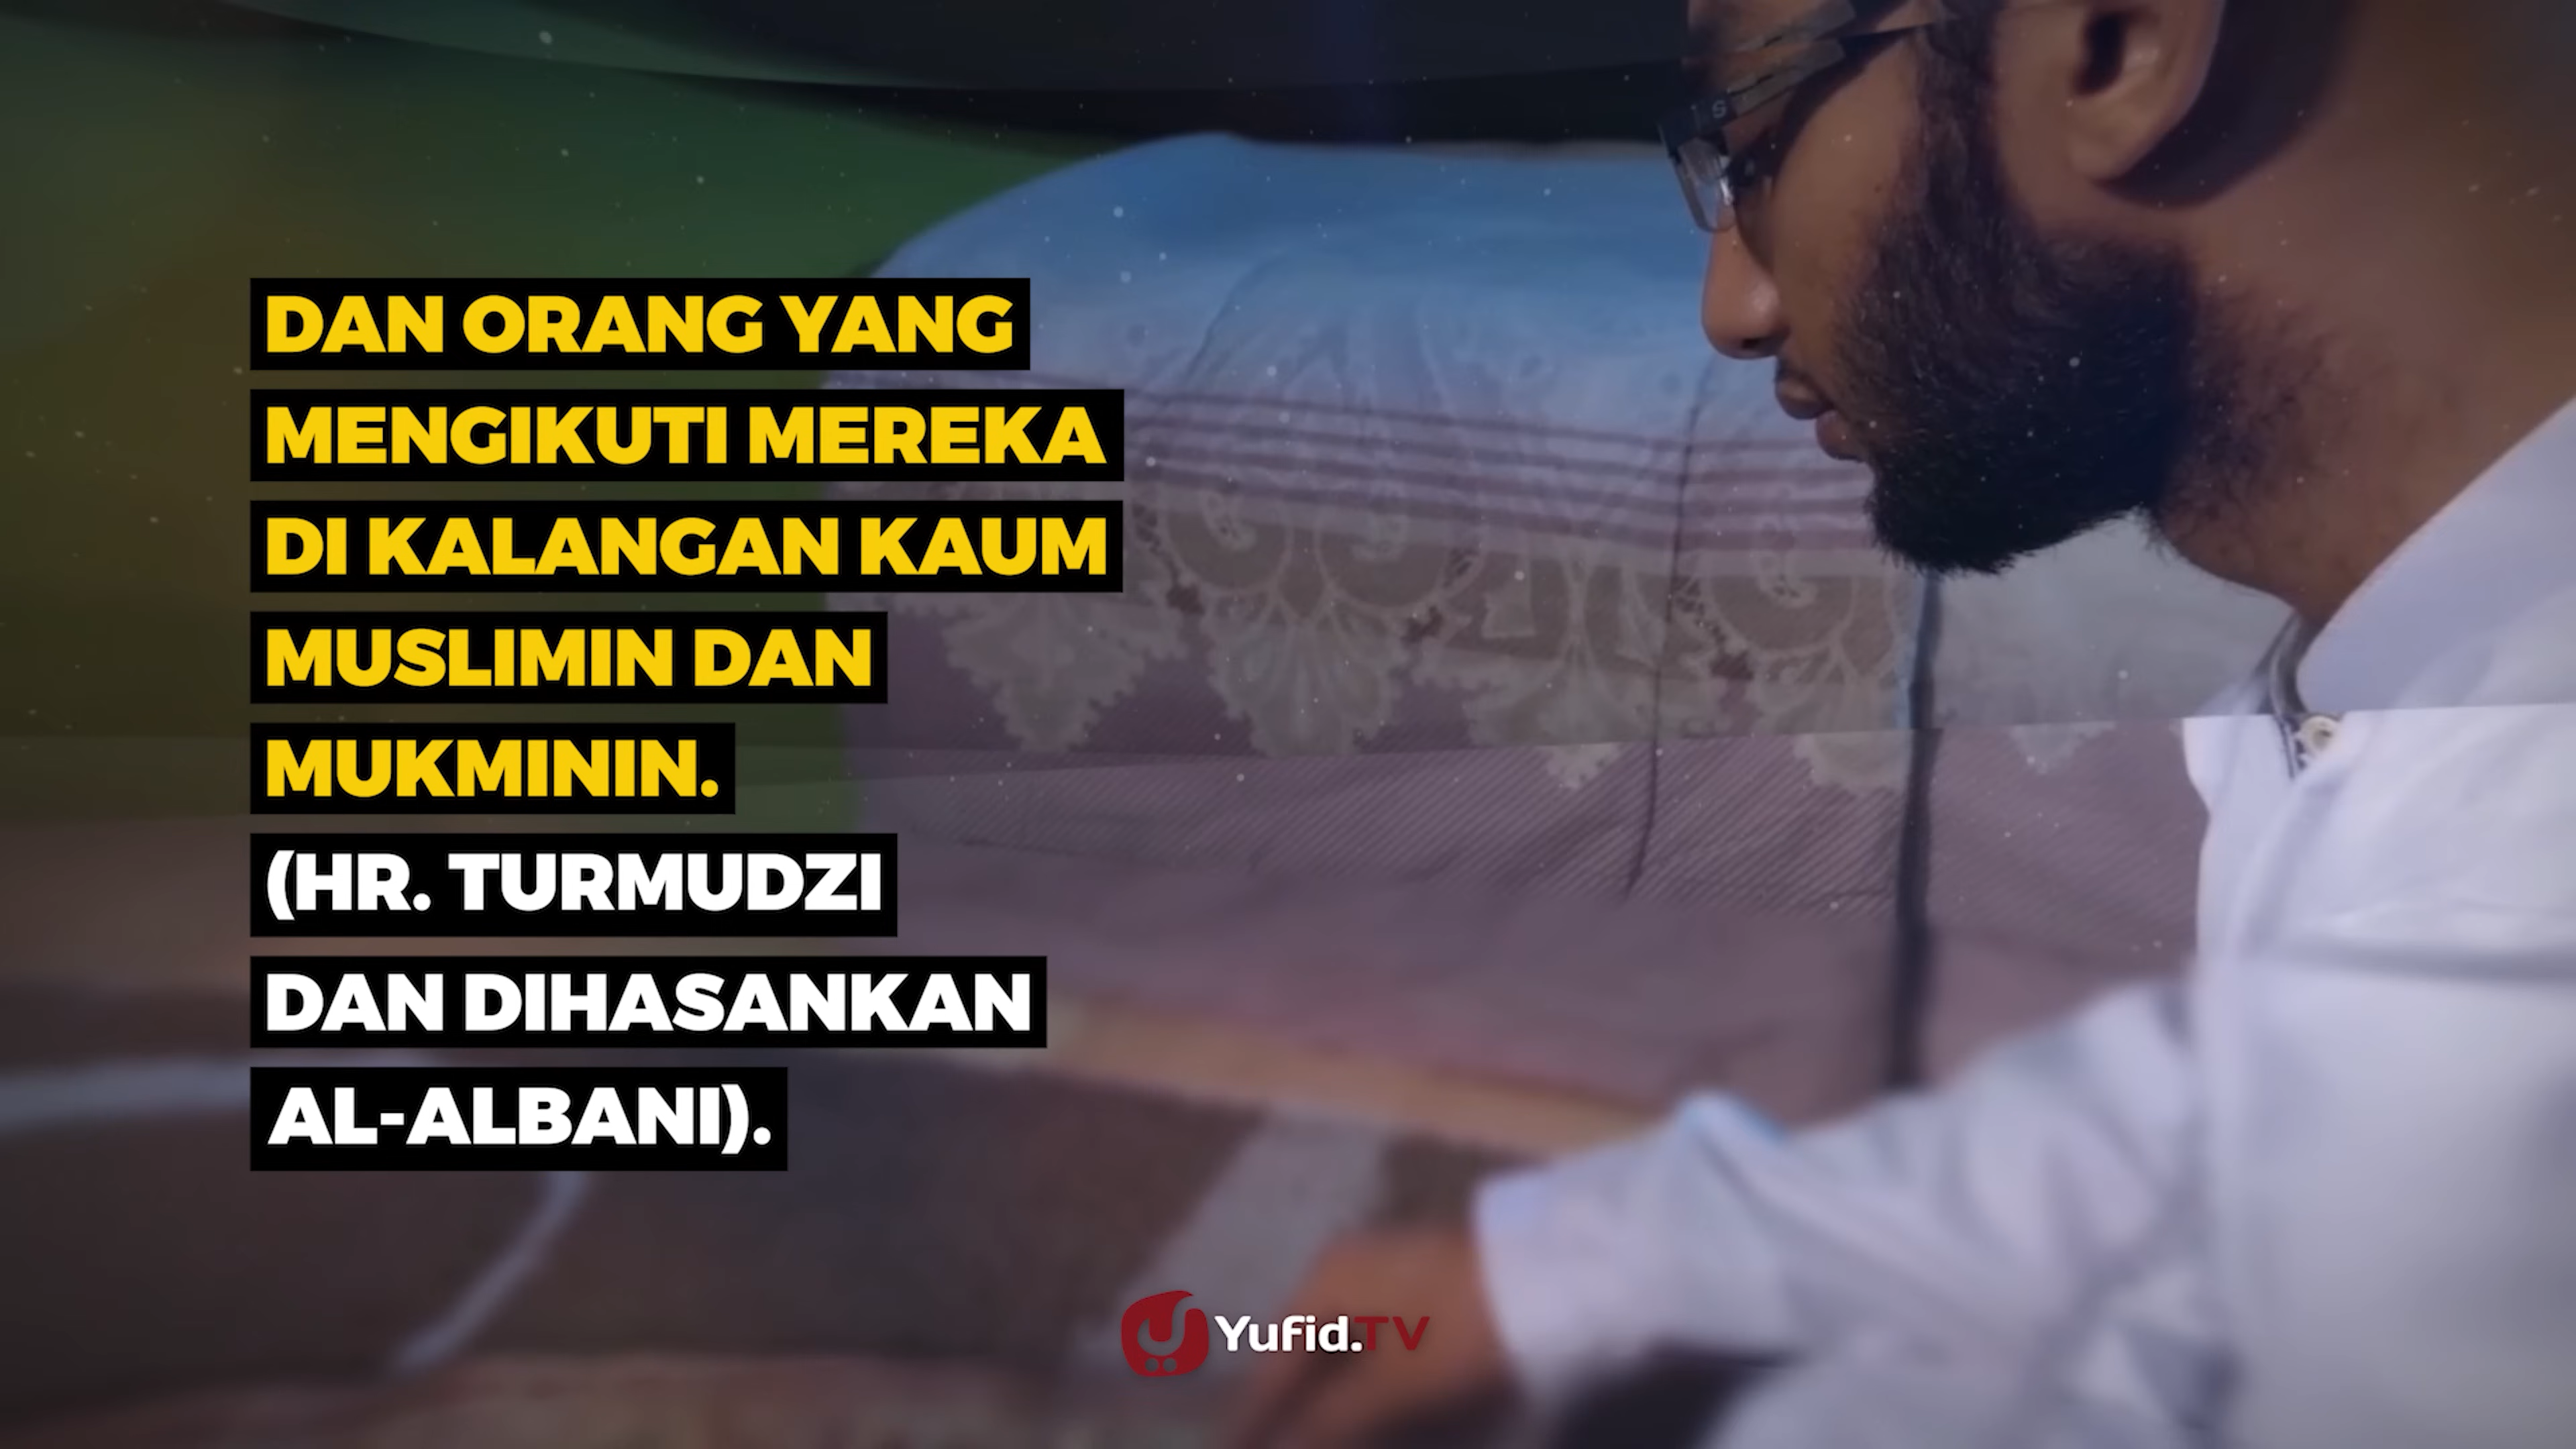 DAN ORANG YANG
MENGIKUTI MEREKA
DI KALANGAN KAUM
MUSLIMIN DAN
MUKMININ.
(HR. TURMUDZI
DAN DIHASANKAN
AL-ALBANI).
Yufid.TV